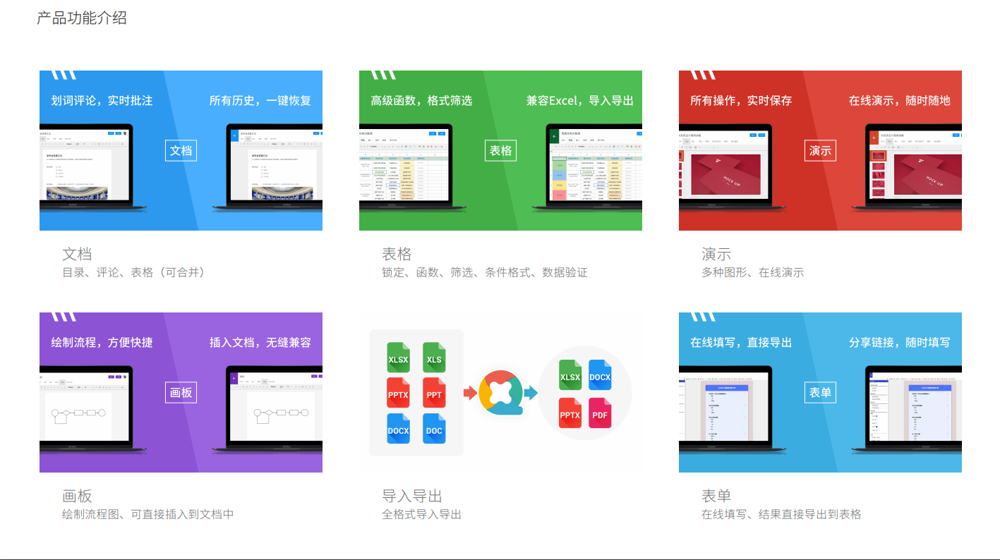 产品功能介绍
划词评论，实时批注
所有历史，一键恢复
文档
高级函数，格式筛选
兼容Excel，导入导出
表格
所有操作，实时保存
在线演示，随时随地
演示
MOCK UP
MOCK UP
文档
目录、评论、表格（可合并）
表格
锁定、函数、筛选、条件格式、数据验证
演示
多种图形、在线演示
绘制流程，方便快捷
插入文档，无缝兼容
画板
XLSX
XLS
PPTX
PPT
DOCX
DOC
XLSX
DOCX
PPTX
PDF
在线填写，直接导出
分享链接，随时填写
表单
画板
绘制流程图、可直接插入到文档中
导入导出
全格式导入导出
表单
在线填写、结果直接导出到表格